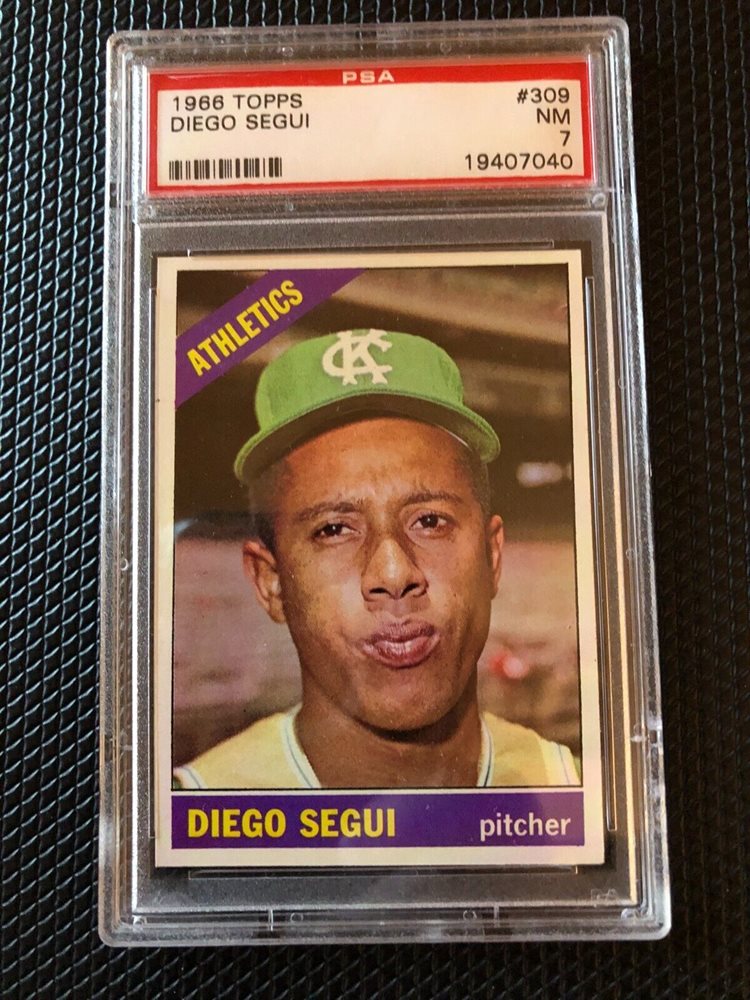 PSA
1966 TOPPS #309
DIEGO SEGUI NM
7
19407040
ATHLETICS
KC
DIEGO SEGUI pitcher